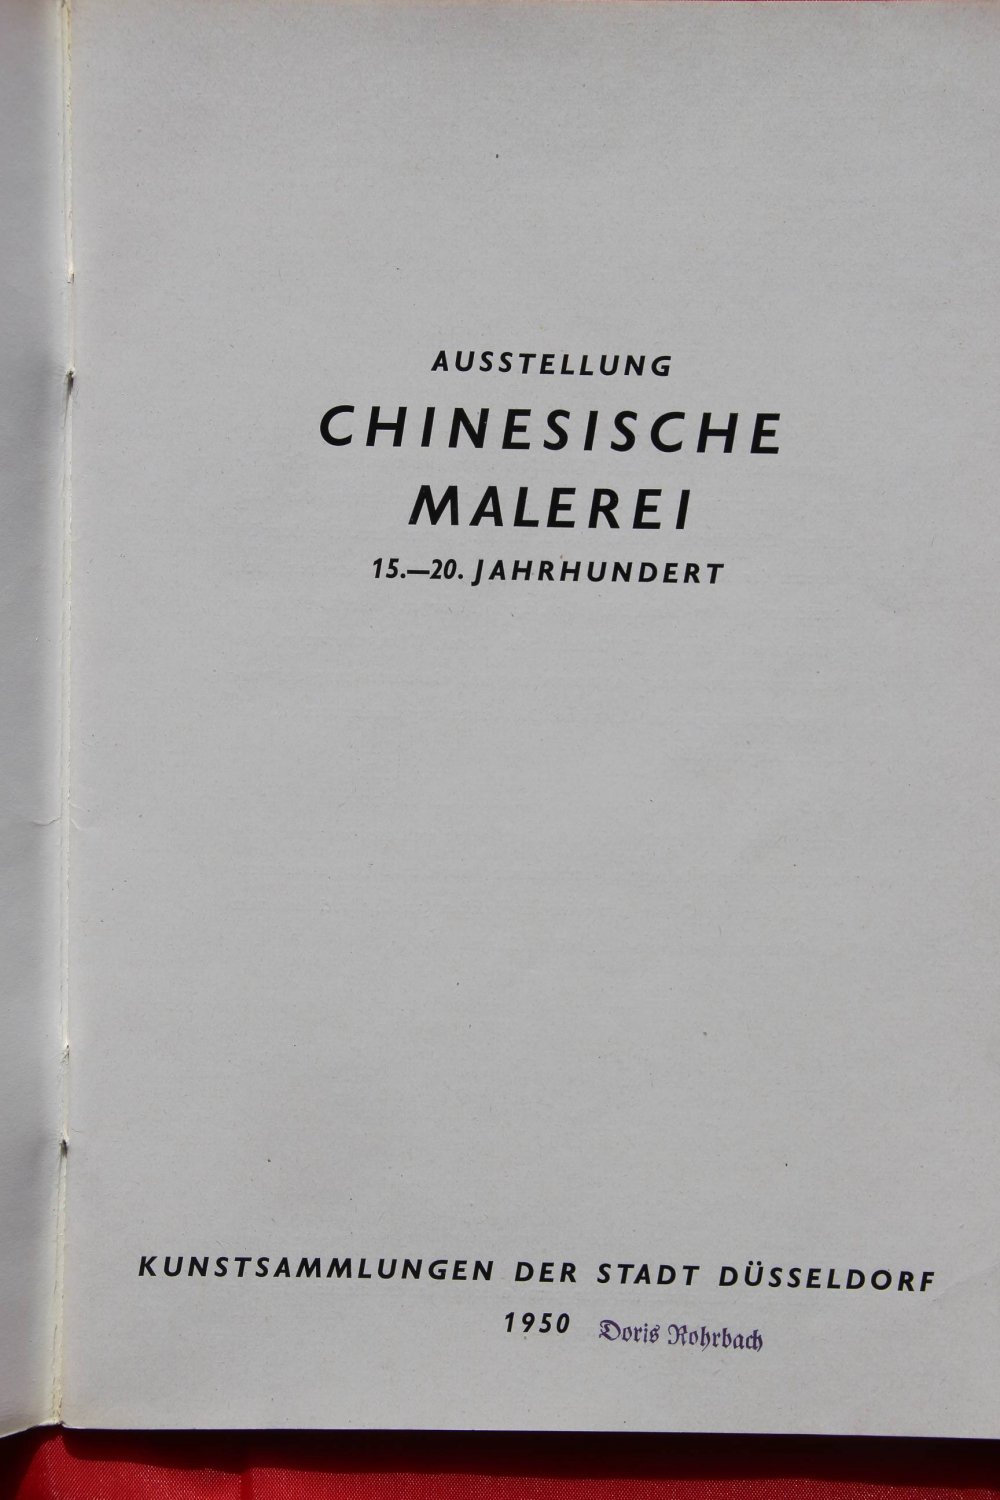 AUSSTELLUNG
CHINESISCHE
MALEREI
15.—20. JAHRHUNDERT
KUNSTSAMMLUNGEN DER STADT DÜSSELDORF
1950 Doris Rohrbach